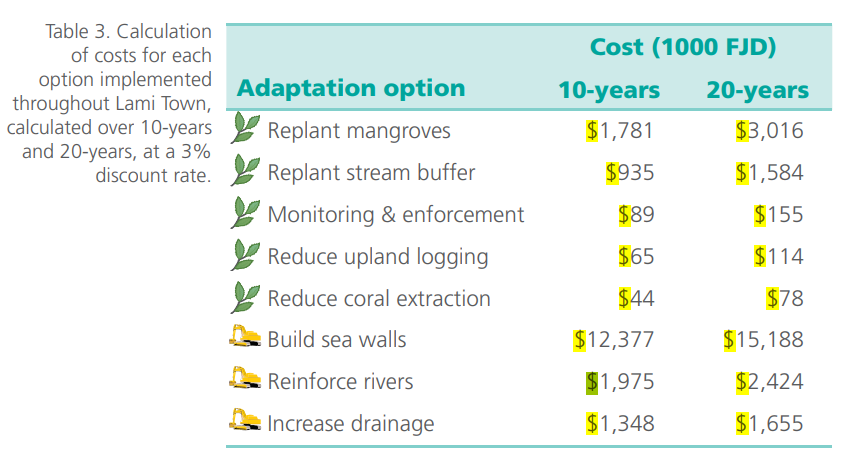 Table 3. Calculation
of costs for each
option implemented
throughout Lami Town,
calculated over 10-years
and 20-years, at a 3%
discount rate.
Cost (1000 FJD)
Adaptation option 10-years 20-years
Replant mangroves $1,781 $3,016
Replant stream buffer $935 $1,584
Monitoring & enforcement $89 $155
Reduce upland logging $65 $114
Reduce coral extraction $44 $78
Build sea walls $12,377 $15,188
Reinforce rivers $1,975 $2,424
Increase drainage $1,348 $1,655